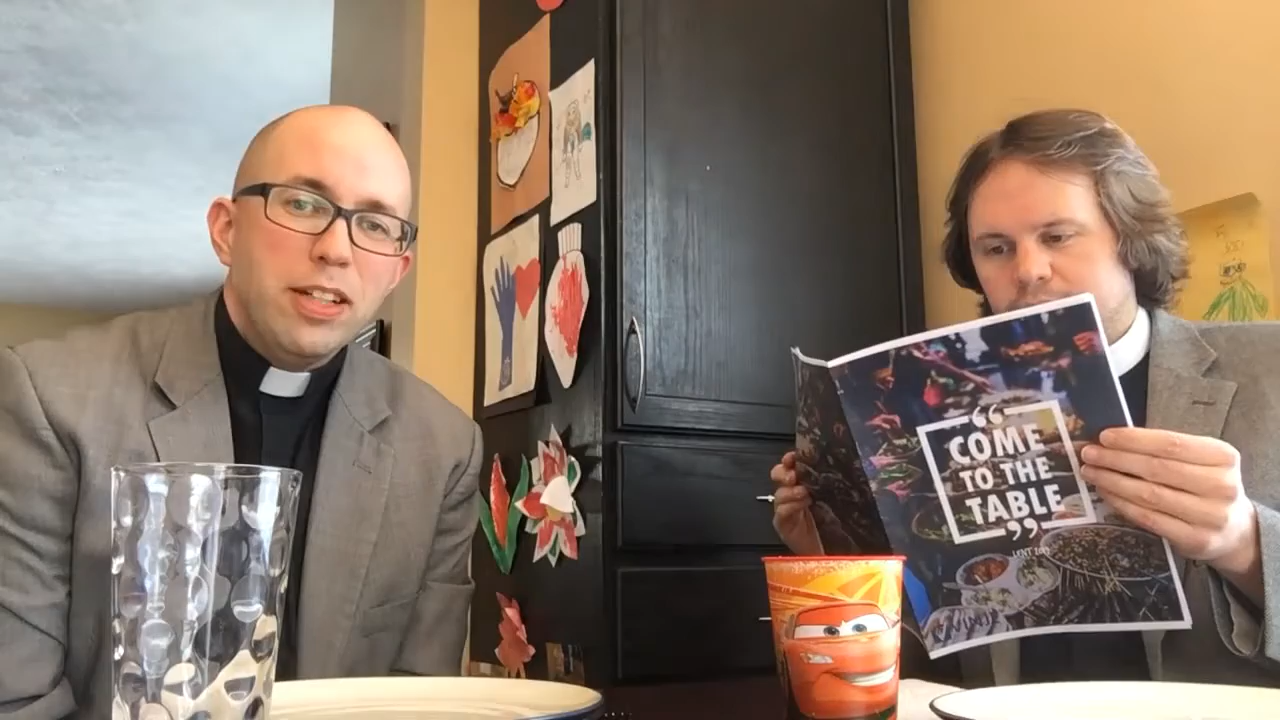 “
COME
TO THE
TABLE
”